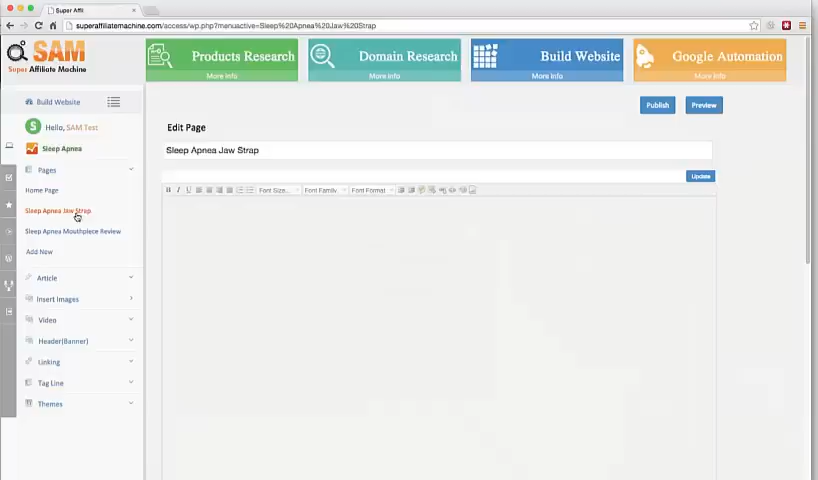 Super Affil
superaffiliatemachine.com/access/wp.php?menuactive=Sleep%20Apnea%20Jaw%20Strap
SAM
Super Affiliate Machine
Products Research
More Info
Domain Research
More Info
Build Website
More Info
Google Automation
More Info
Build Website
Publish
Preview
S
Hello, SAM Test
Edit Page
Sleep Apnea
Sleep Apnea Jaw Strap
Pages
Update
Home Page
B I U
Font Size...
Font Family
Font Format
Sleep Apnea Jaw Strap
Sleep Apnea Mouthpiece Review
Add New
Article
Insert Images
Video
Header(Banner)
Linking
Tag Line
Themes